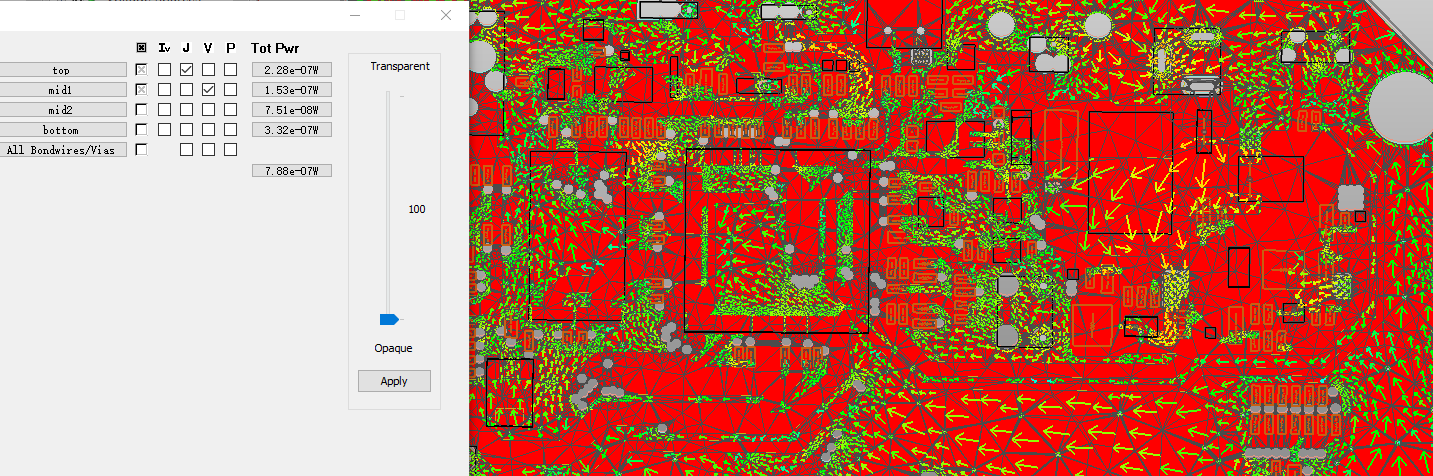 Iv J V P Tot Pwr
top 2.28e-07W
mid1 1.53e-07W
mid2 7.51e-08W
bottom 3.32e-07W
All Bondwires/Vias
7.88e-07W
Transparent
100
Opaque
Apply